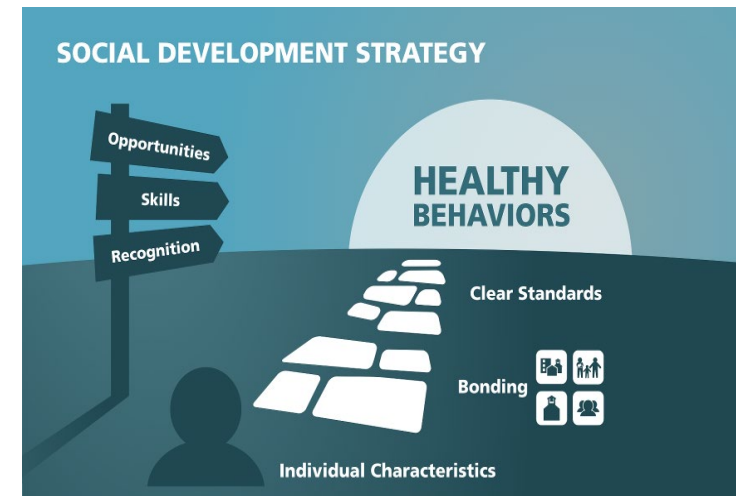 SOCIAL DEVELOPMENT STRATEGY
Opportunities
Skills
Recognition
HEALTHY
BEHAVIORS
Clear Standards
Bonding
Individual Characteristics